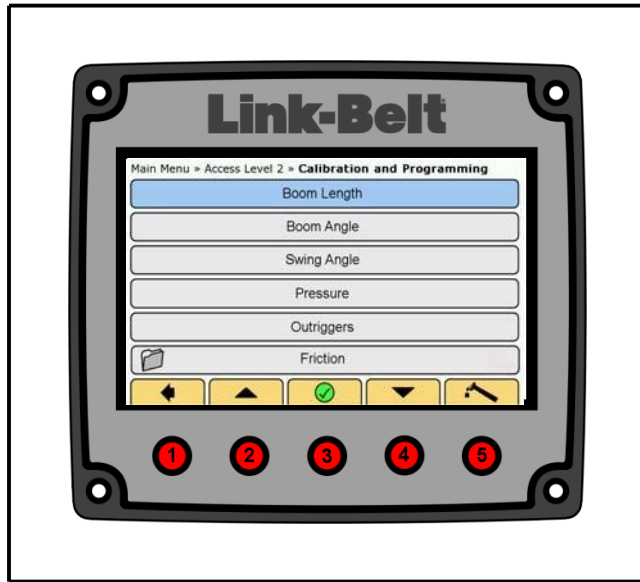 Link-Belt
Main Menu » Access Level 2 » Calibration and Programming
Boom Length
Boom Angle
Swing Angle
Pressure
Outriggers
Friction
1 2 3 4 5